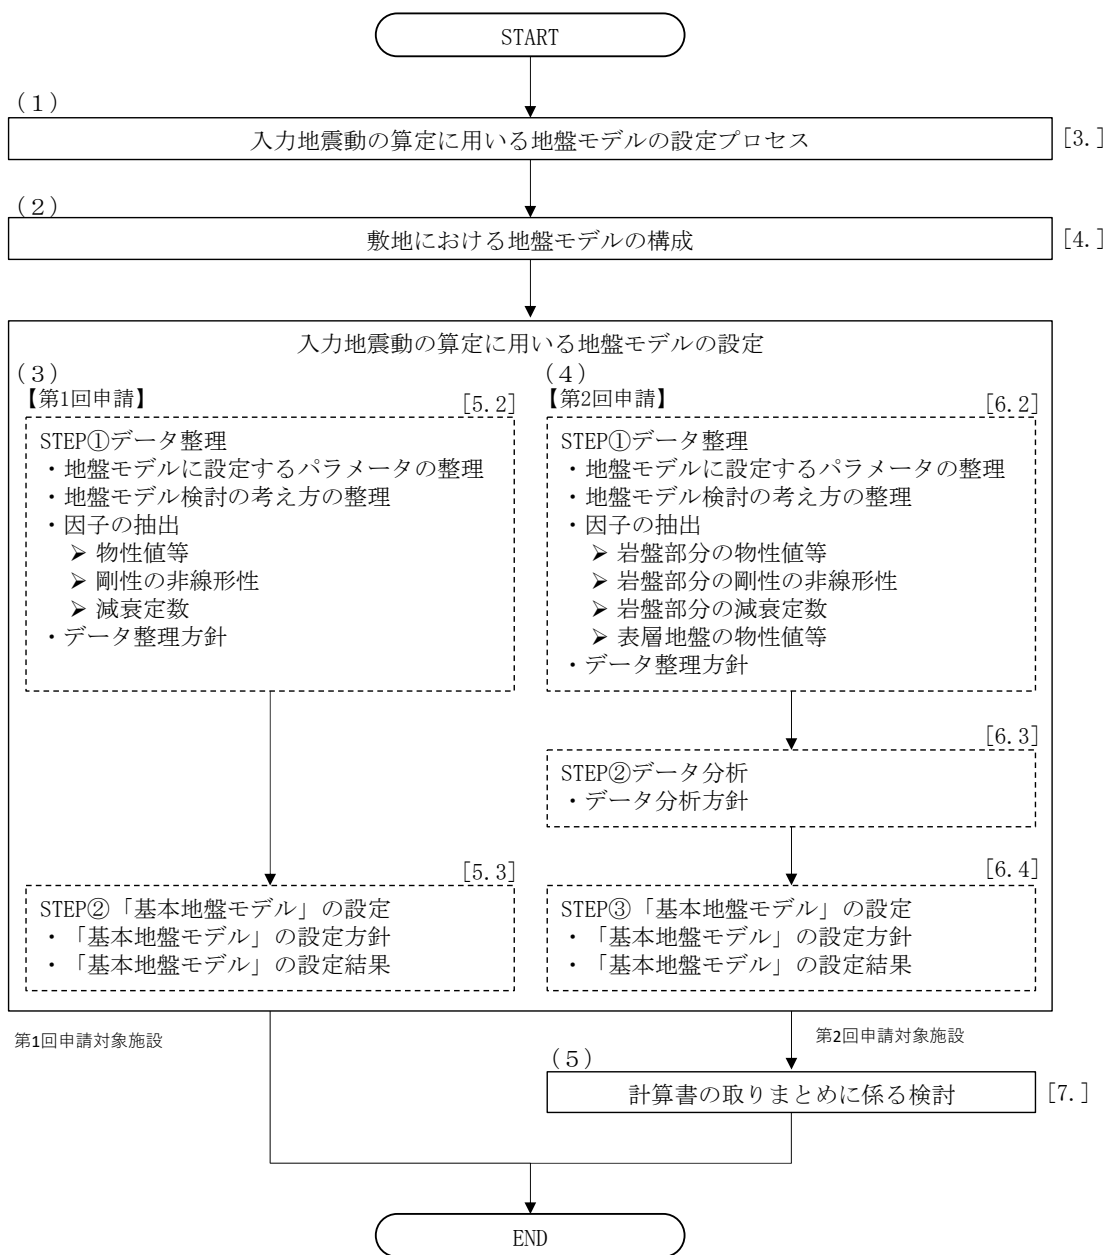 START
（１）
入力地震動の算定に用いる地盤モデルの設定プロセス
[3.]
（２）
敷地における地盤モデルの構成
[4.]
入力地震動の算定に用いる地盤モデルの設定
（３）
【第1回申請】
[5.2]
STEP①データ整理
・地盤モデルに設定するパラメータの整理
・地盤モデル検討の考え方の整理
・因子の抽出
➢ 物性値等
➢ 剛性の非線形性
➢ 減衰定数
・データ整理方針
[5.3]
STEP②「基本地盤モデル」の設定
・「基本地盤モデル」の設定方針
・「基本地盤モデル」の設定結果
（４）
【第2回申請】
[6.2]
STEP①データ整理
・地盤モデルに設定するパラメータの整理
・地盤モデル検討の考え方の整理
・因子の抽出
➢ 岩盤部分の物性値等
➢ 岩盤部分の剛性の非線形性
➢ 岩盤部分の減衰定数
➢ 表層地盤の物性値等
・データ整理方針
[6.3]
STEP②データ分析
・データ分析方針
[6.4]
STEP③「基本地盤モデル」の設定
・「基本地盤モデル」の設定方針
・「基本地盤モデル」の設定結果
第1回申請対象施設
第2回申請対象施設
（５）
計算書の取りまとめに係る検討
[7.]
END